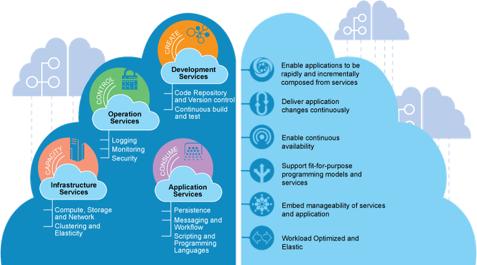 CREATE
Development
Services
Code Repository
and Version control
Continuous build
and test
CONTROL
Operation
Services
Logging
Monitoring
Security
CAPACITY
Infrastructure
Services
Compute, Storage
and Network
Clustering and
Elasticity
CONSUME
Application
Services
Persistence
Messaging and
Workflow
Scripting and
Programming
Languages
Enable applications to be
rapidly and incrementally
composed from services
Deliver application
changes continuously
Enable continuous
availability
Support fit-for-purpose
programming models and
services
Embed manageability of services
and application
Workload Optimized and
Elastic